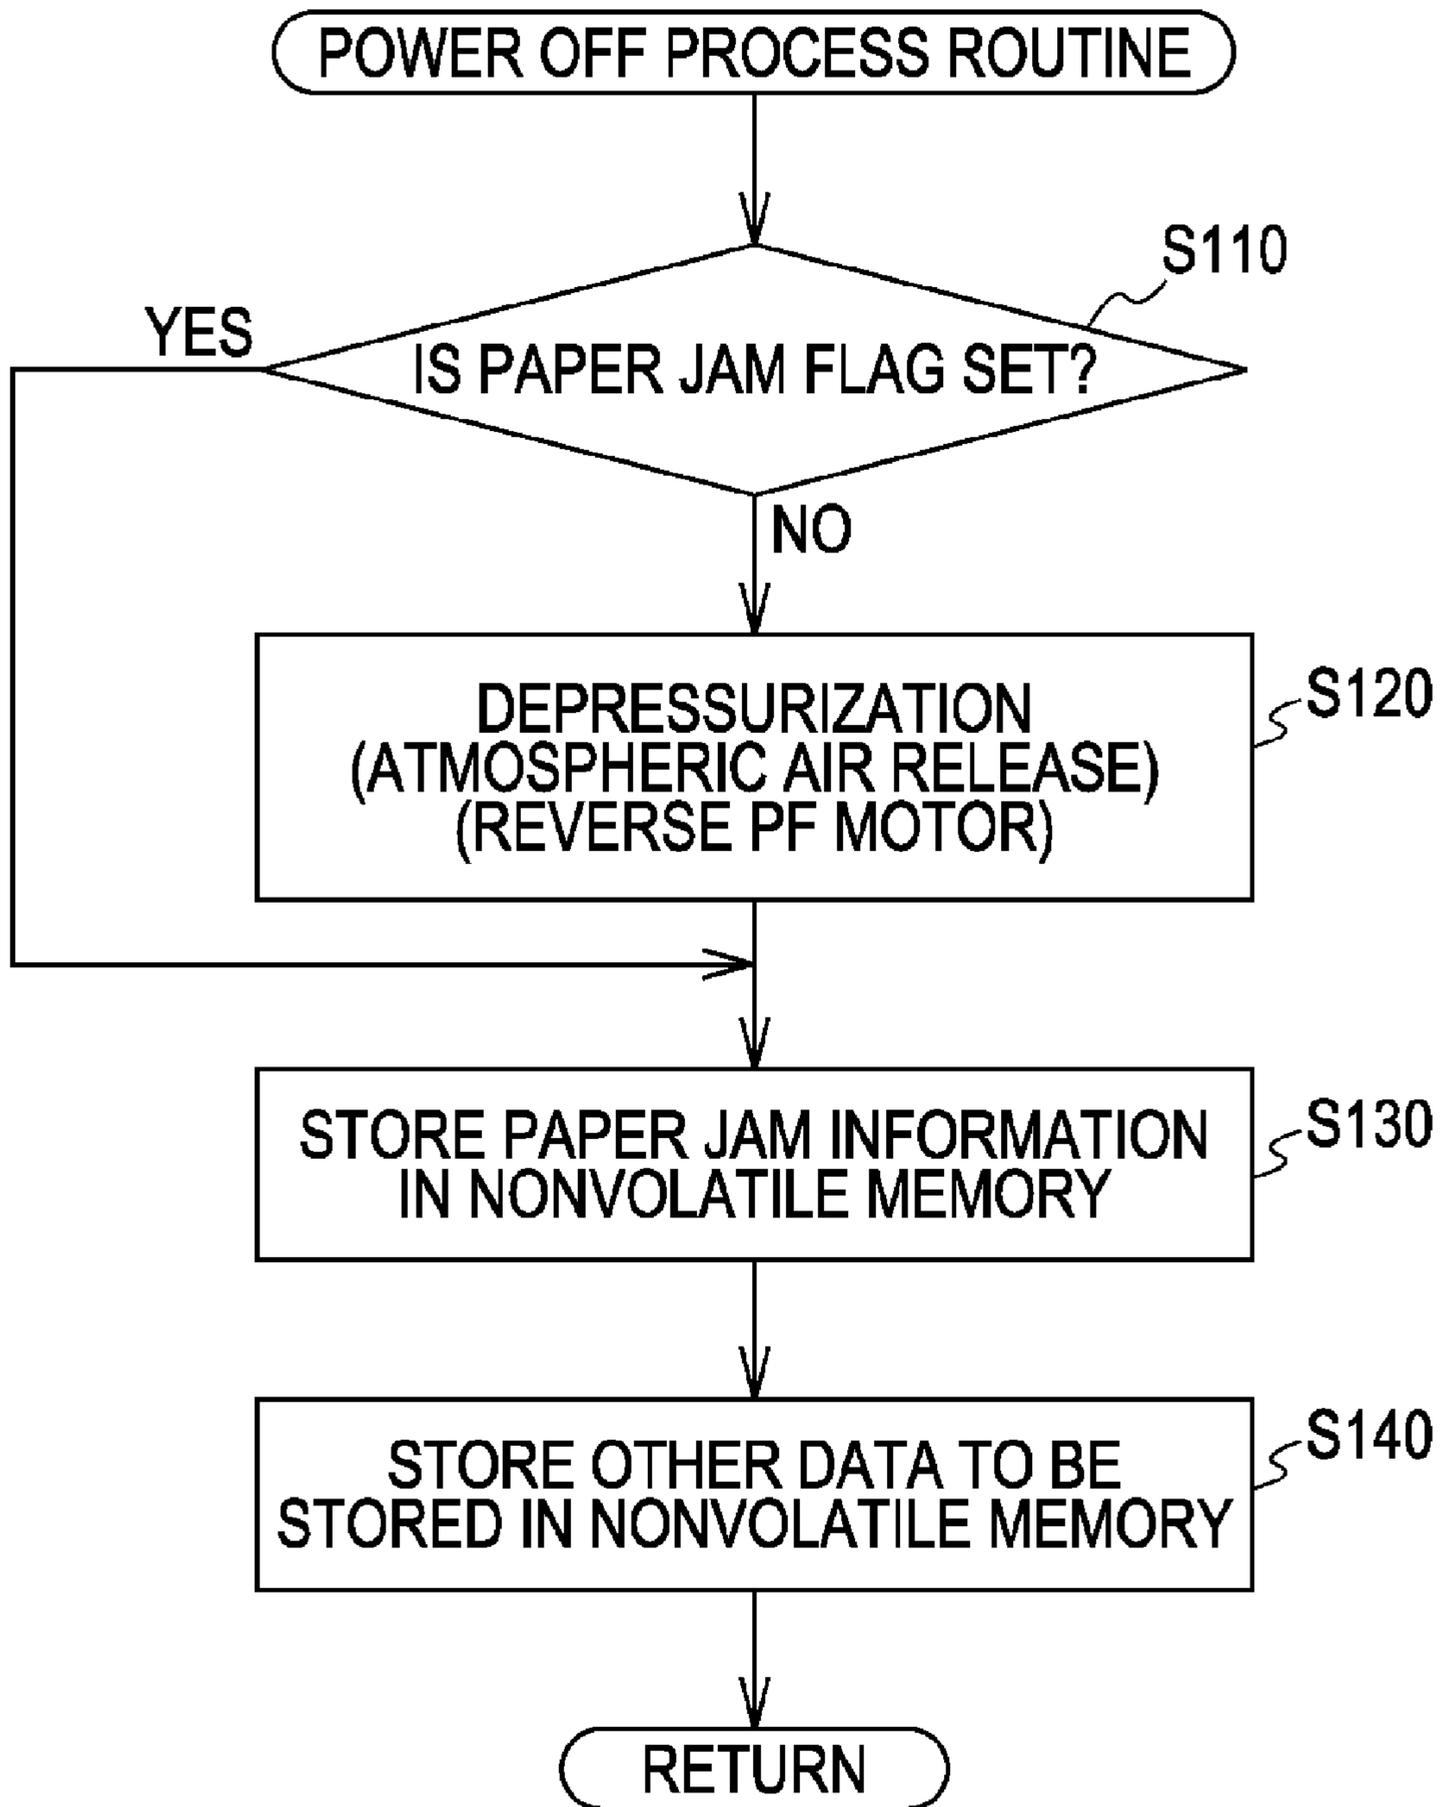 POWER OFF PROCESS ROUTINE
S110
YES
IS PAPER JAM FLAG SET?
NO
S120
DEPRESSURIZATION
(ATMOSPHERIC AIR RELEASE)
(REVERSE PF MOTOR)
S130
STORE PAPER JAM INFORMATION
IN NONVOLATILE MEMORY
S140
STORE OTHER DATA TO BE
STORED IN NONVOLATILE MEMORY
RETURN